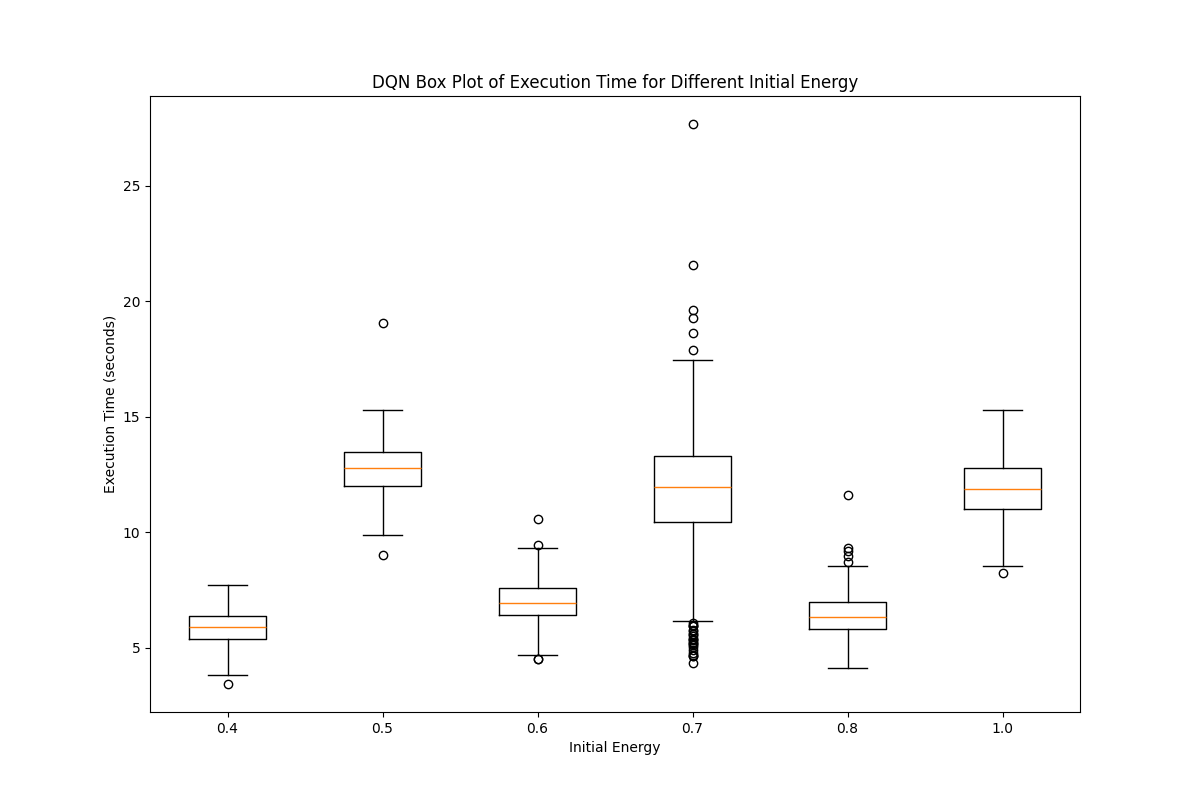 DQN Box Plot of Execution Time for Different Initial Energy
Execution Time (seconds)
25
20
15
10
5
0.4 0.5 0.6 0.7 0.8 1.0
Initial Energy